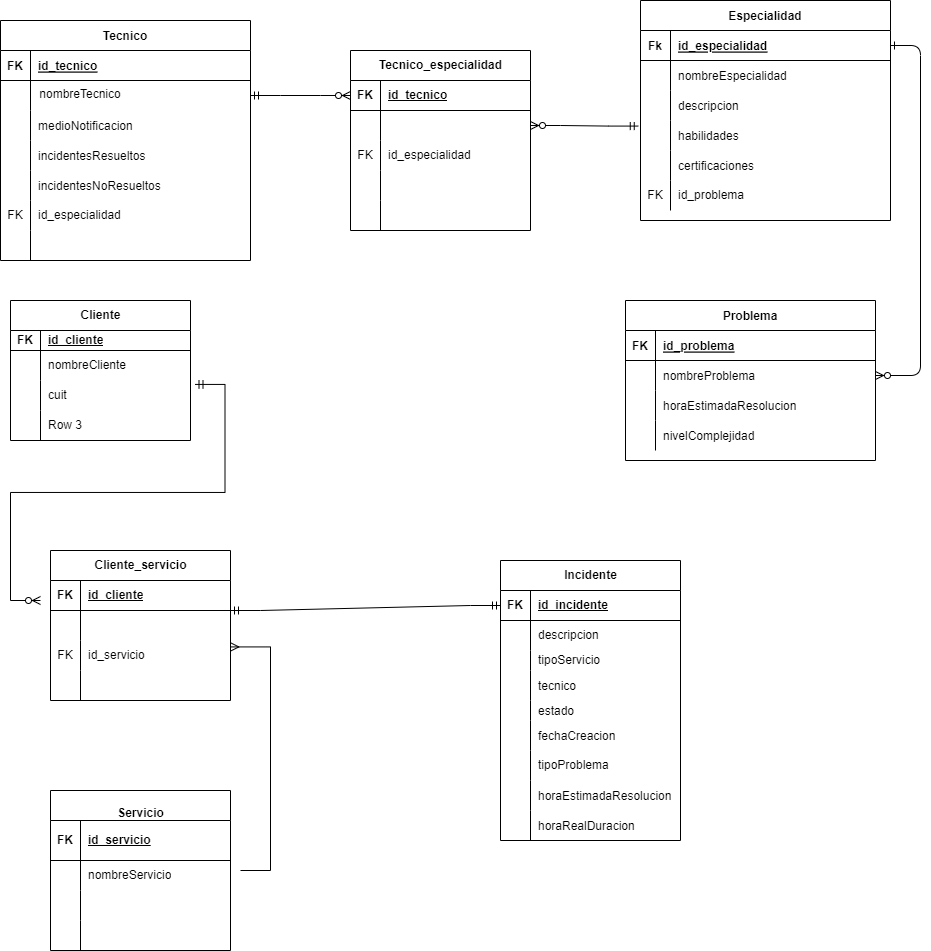 Tecnico
FK id_tecnico
nombreTecnico
medioNotificacion
incidentesResueltos
incidentesNoResueltos
FK id_especialidad
Tecnico_especialidad
FK id_tecnico
FK id_especialidad
Especialidad
Fk id_especialidad
nombreEspecialidad
descripcion
habilidades
certificaciones
FK id_problema
Cliente
FK id_cliente
nombreCliente
cuit
Row 3
Problema
FK id_problema
nombreProblema
horaEstimadaResolucion
nivelComplejidad
Cliente_servicio
FK id_cliente
FK id_servicio
Incidente
FK id_incidente
descripcion
tipoServicio
tecnico
estado
fechaCreacion
tipoProblema
horaEstimadaResolucion
horaRealDuracion
Servicio
FK id_servicio
nombreServicio